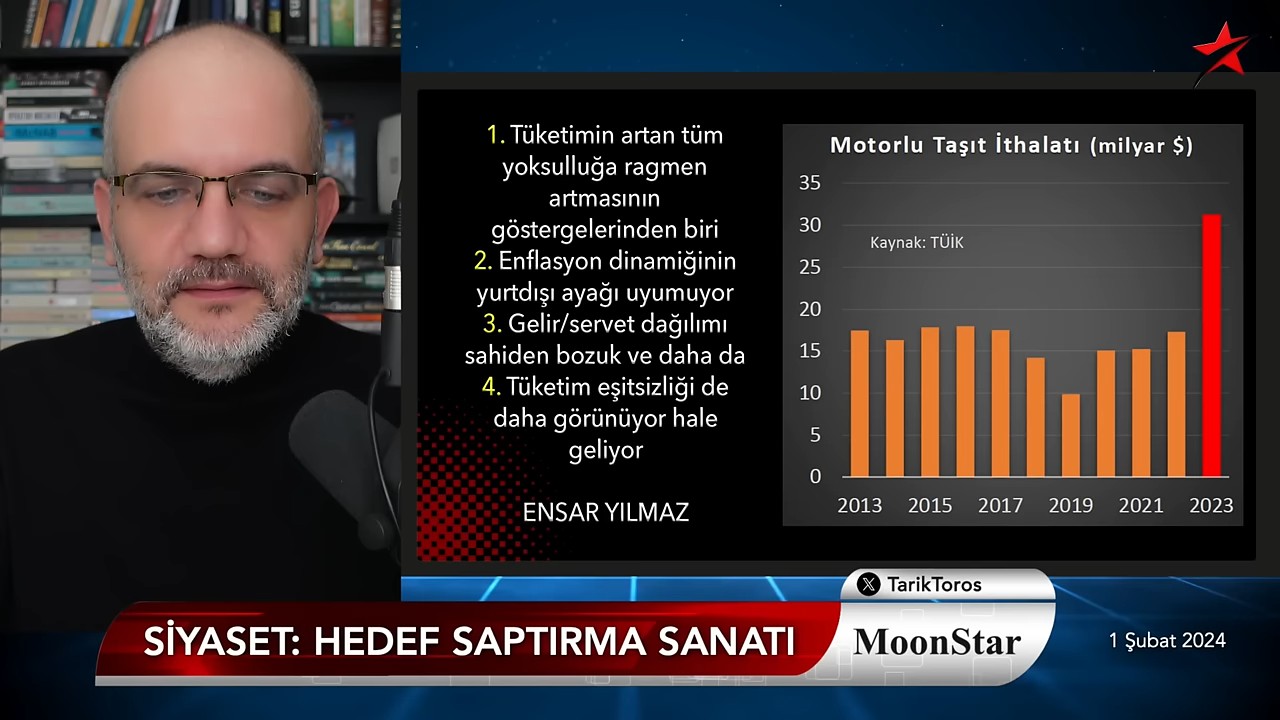 1. Tüketimin artan tüm
yoksulluğa ragmen
artmasının
göstergelerinden biri
2. Enflasyon dinamiğinin
yurtdışı ayağı uyumuyor
3. Gelir/servet dağılımı
sahiden bozuk ve daha da
4. Tüketim eşitsizliği de
daha görünüyor hale
geliyor
ENSAR YILMAZ
Motorlu Taşıt İthalatı (milyar $)
35
30
25
20
15
10
5
0
Kaynak: TÜİK
2013 2015 2017 2019 2021 2023
TarikToros
SİYASET: HEDEF SAPTIRMA SANATI
MoonStar
1 Şubat 2024